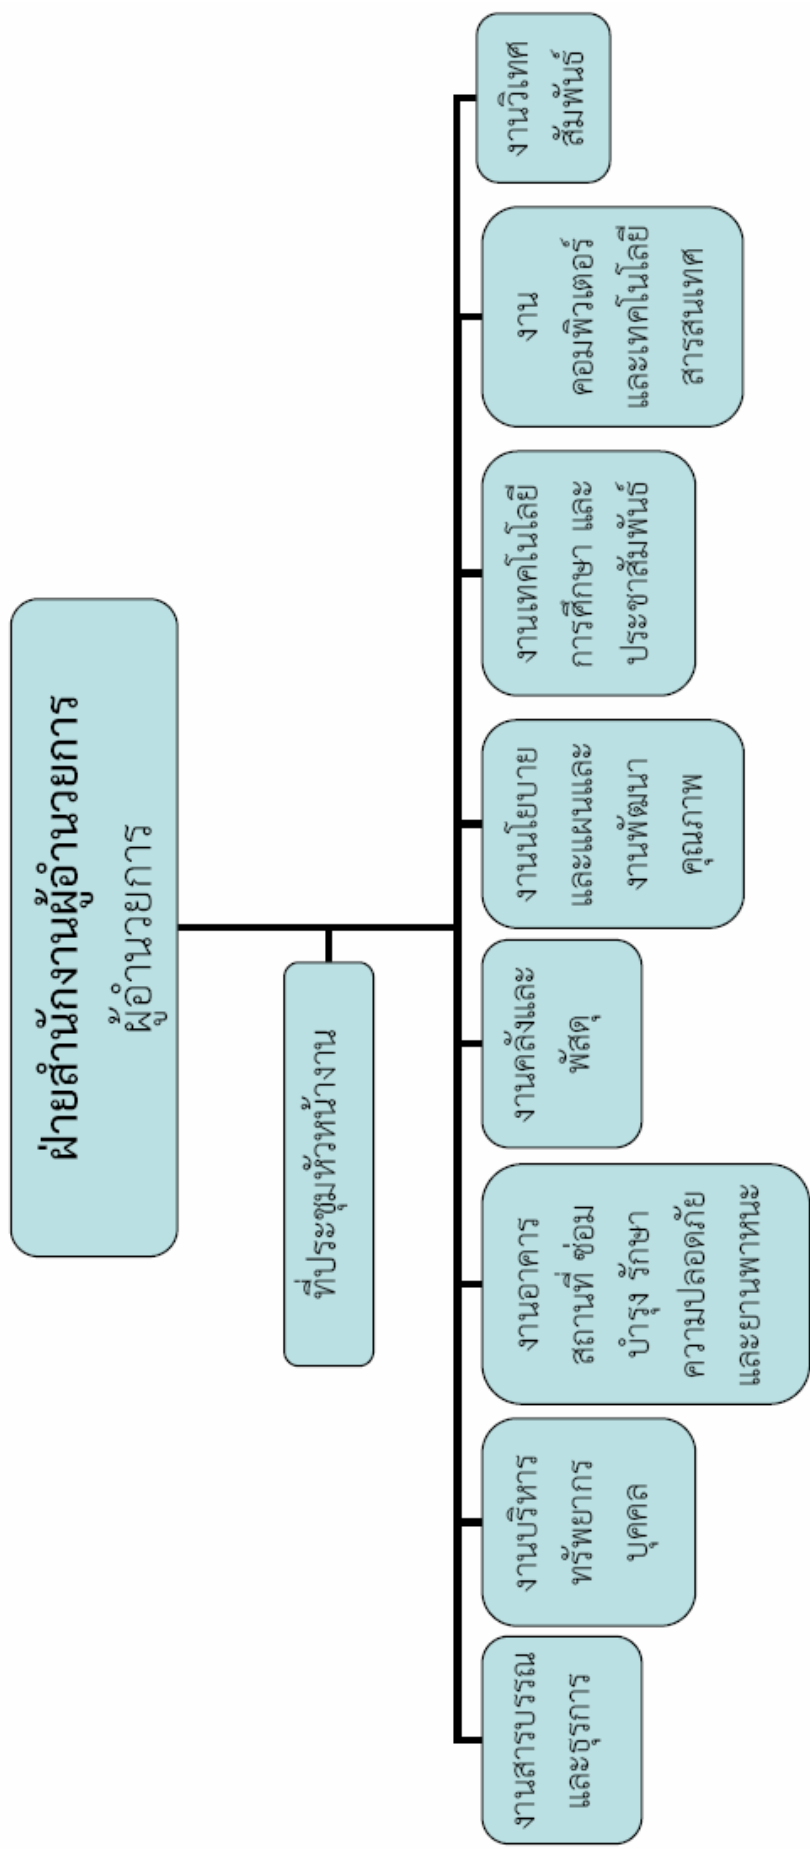 ฝ่ายสำนักงานผู้อำนวยการ
ผู้อำนวยการ
ที่ประชุมหัวหน้างาน
งานสารบรรณ
และธุรการ
งานบริหาร
ทรัพยากร
บุคคล
งานอาคาร
สถานที่ ซ่อม
บำรุง รักษา
ความปลอดภัย
และยานพาหนะ
งานคลังและ
พัสดุ
งานนโยบาย
และแผนและ
งานพัฒนา
คุณภาพ
งานเทคโนโลยี
การศึกษา และ
ประชาสัมพันธ์
งาน
คอมพิวเตอร์
และเทคโนโลยี
สารสนเทศ
งานวิเทศ
สัมพันธ์